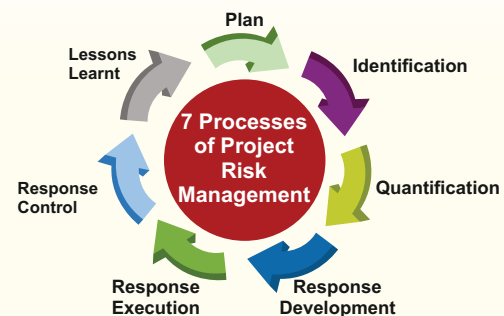 7 Processes
of Project
Risk
Management
Plan
Identification
Quantification
Response
Development
Response
Execution
Response
Control
Lessons
Learnt